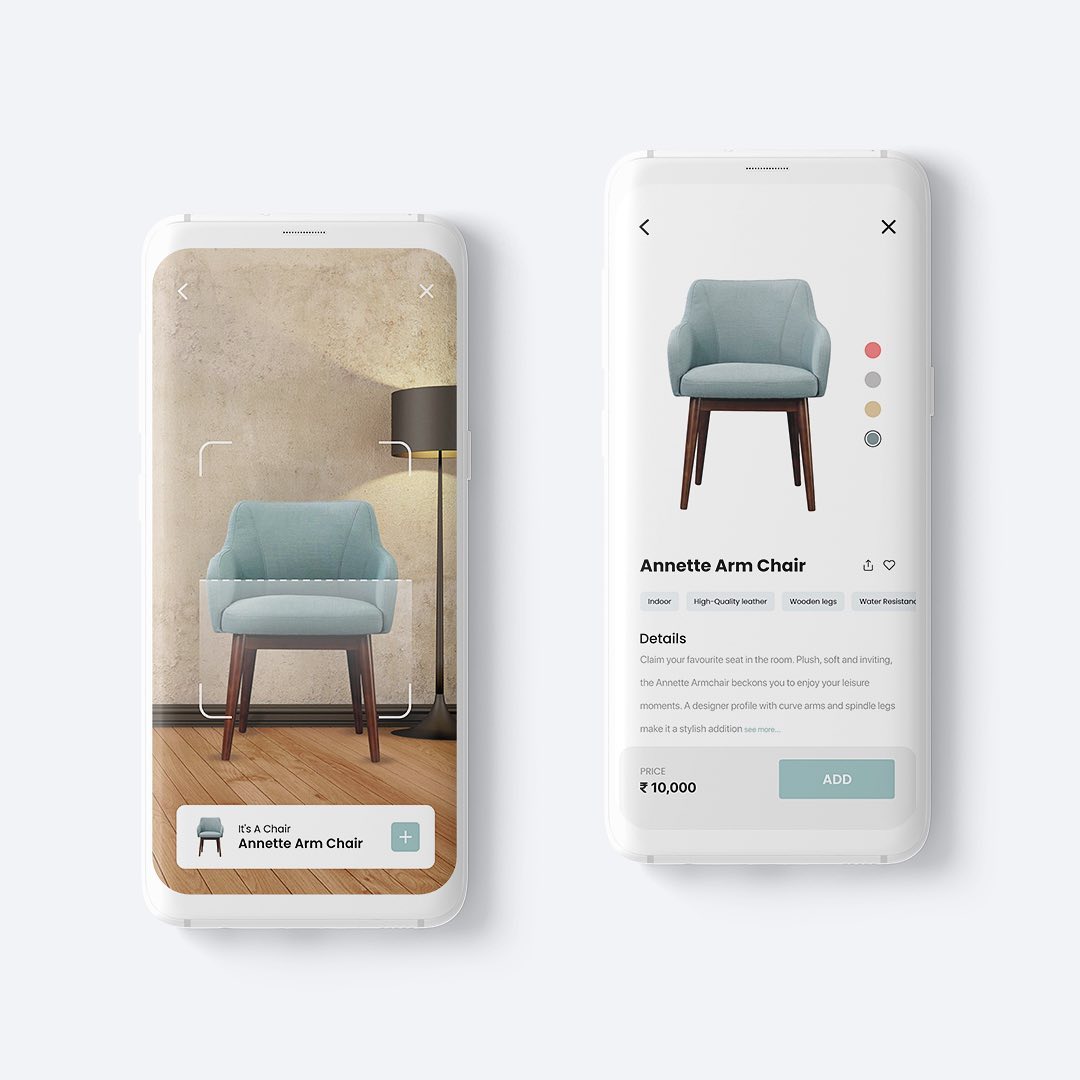 It's A Chair
Annette Arm Chair
Annette Arm Chair
Indoor
High-Quality leather
Wooden legs
Water Resistanc
Details
Claim your favourite seat in the room. Plush, soft and inviting,
the Annette Armchair beckons you to enjoy your leisure
moments. A designer profile with curve arms and spindle legs
make it a stylish addition see more...
PRICE
₹ 10,000
ADD